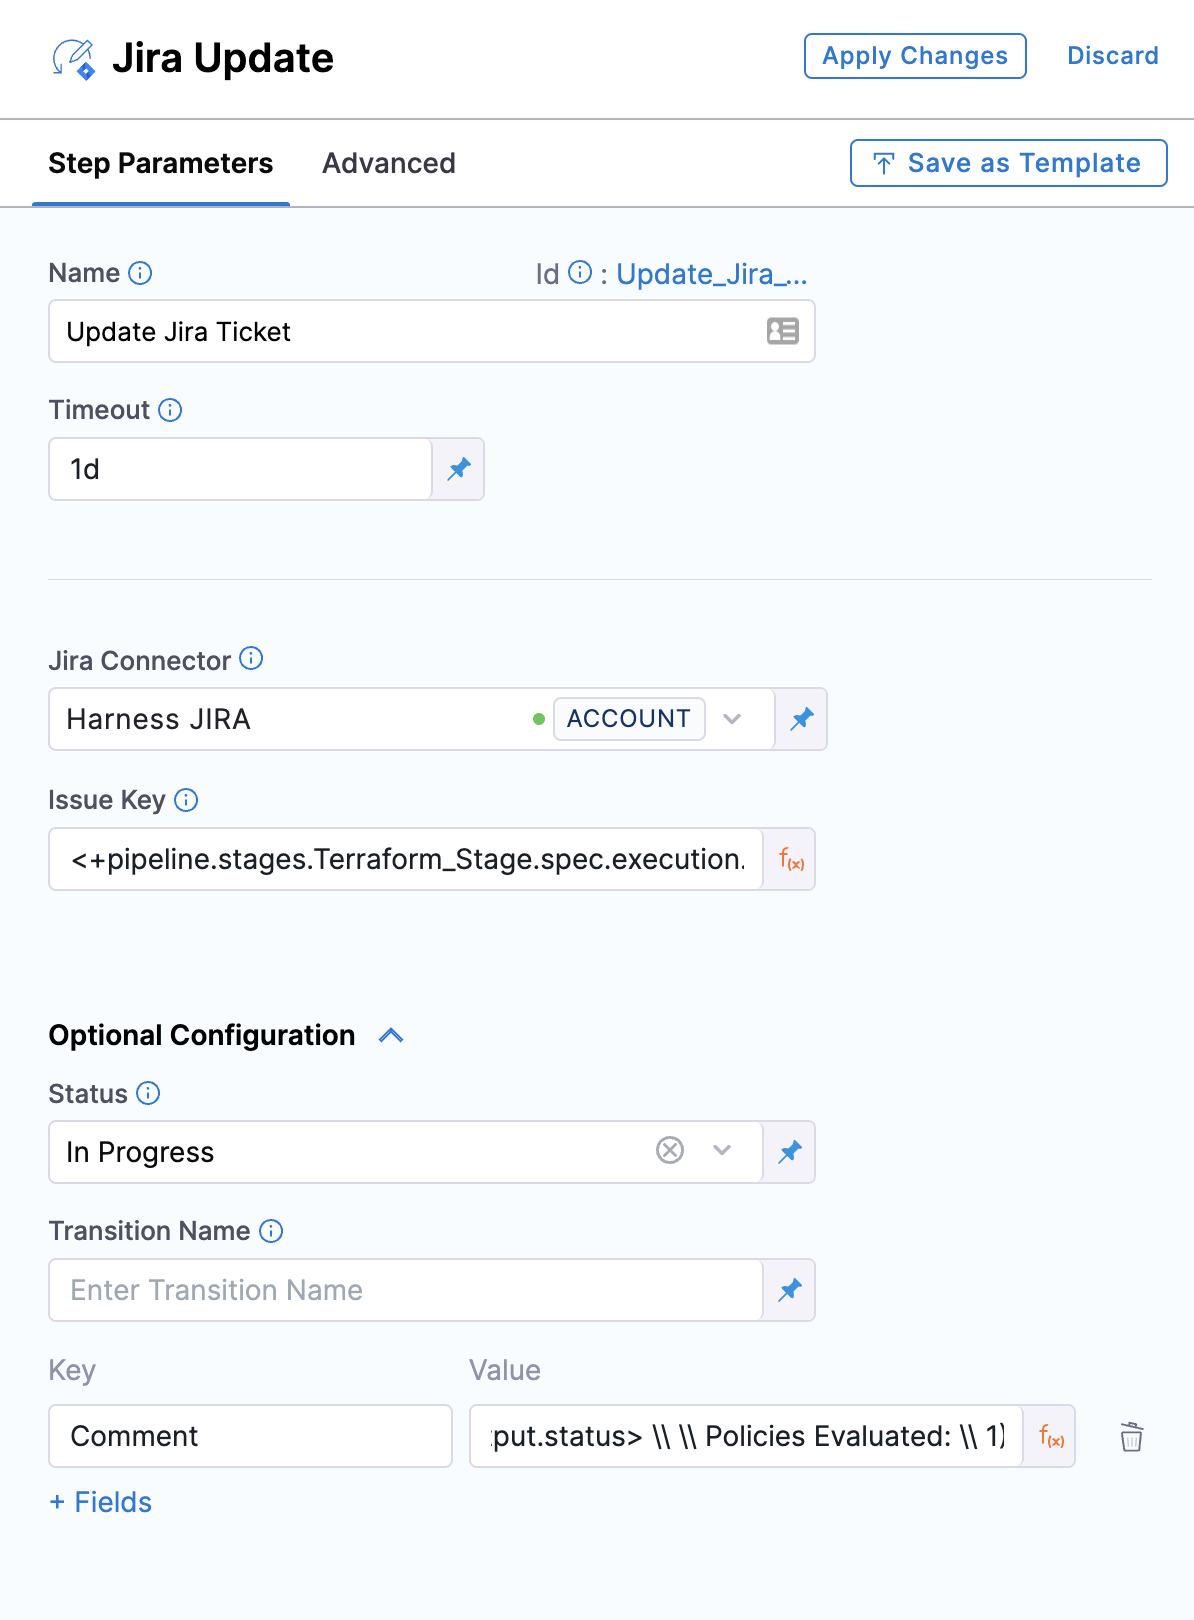 Jira Update
Apply Changes
Discard
Step Parameters
Advanced
Save as Template
Name
Id : Update_Jira_...
Update Jira Ticket
Timeout
1d
Jira Connector
Harness JIRA
ACCOUNT
Issue Key
<+pipeline.stages.Terraform_Stage.spec.execution.
f(x)
Optional Configuration
Status
In Progress
Transition Name
Enter Transition Name
Key
Value
Comment
put.status> \\ \\ Policies Evaluated: \\ 1)
f(x)
+ Fields